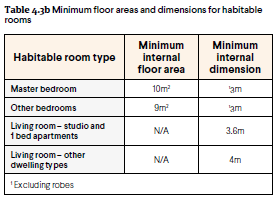 Table 4.3b Minimum floor areas and dimensions for habitable
rooms
Habitable room type
Minimum
internal
floor area
Minimum
internal
dimension
Master bedroom
10m²
¹3m
Other bedrooms
9m²
¹3m
Living room – studio and
1 bed apartments
N/A
3.6m
Living room – other
dwelling types
N/A
4m
¹Excluding robes